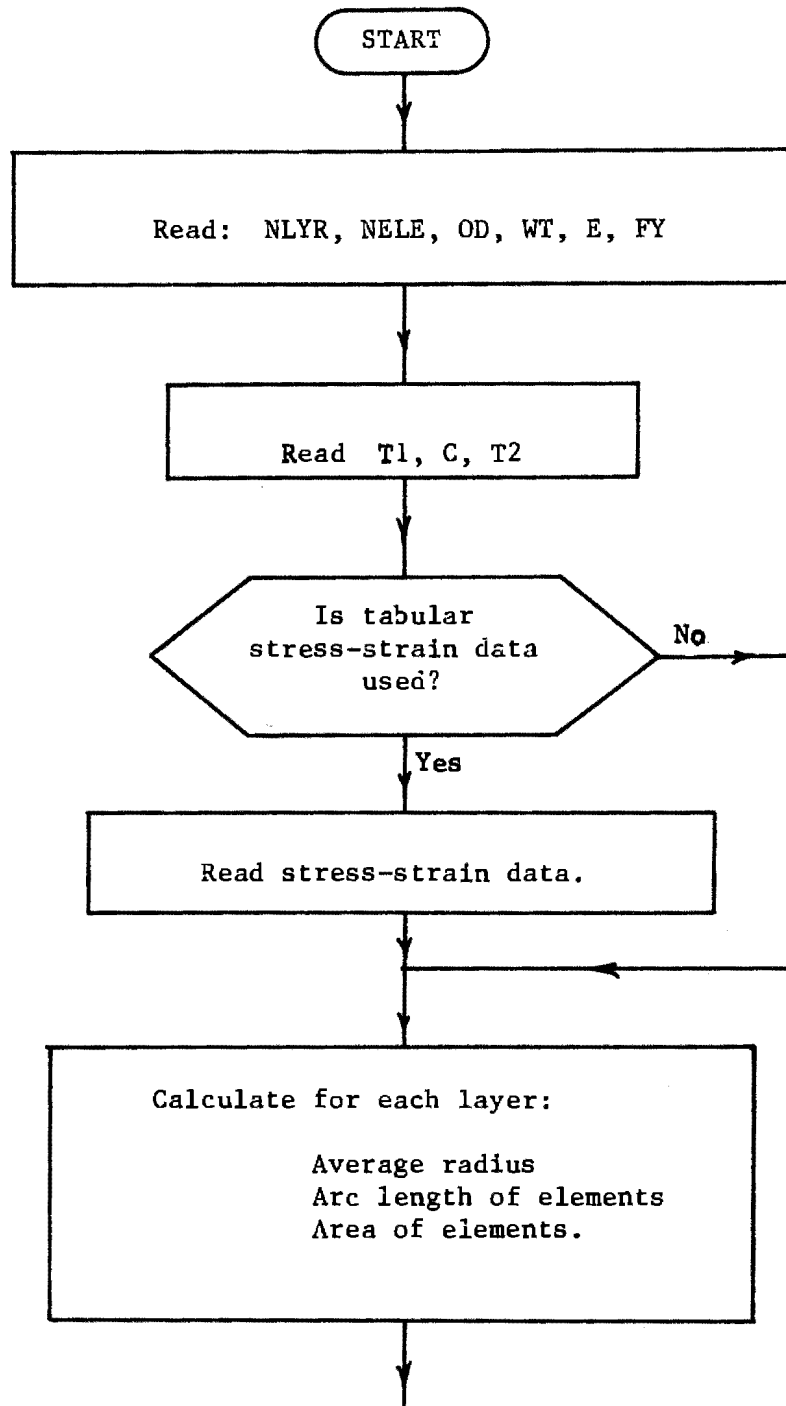 START
Read: NLYR, NELE, OD, WT, E, FY
Read T1, C, T2
Is tabular
stress-strain data
used?
No
Yes
Read stress-strain data.
Calculate for each layer:
Average radius
Arc length of elements
Area of elements.